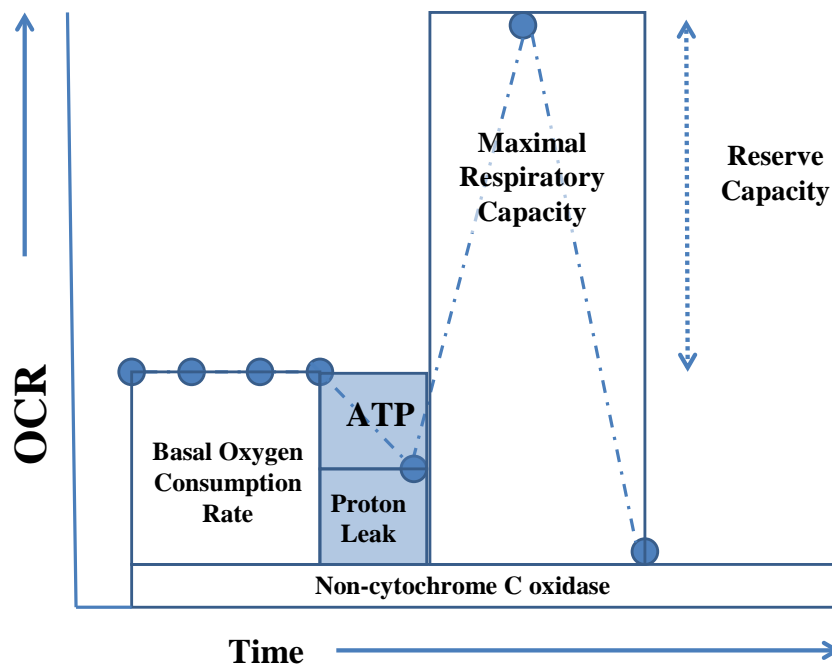 Maximal
Respiratory
Capacity
Reserve
Capacity
OCR
ATP
Basal Oxygen
Consumption
Rate
Proton
Leak
Non-cytochrome C oxidase
Time